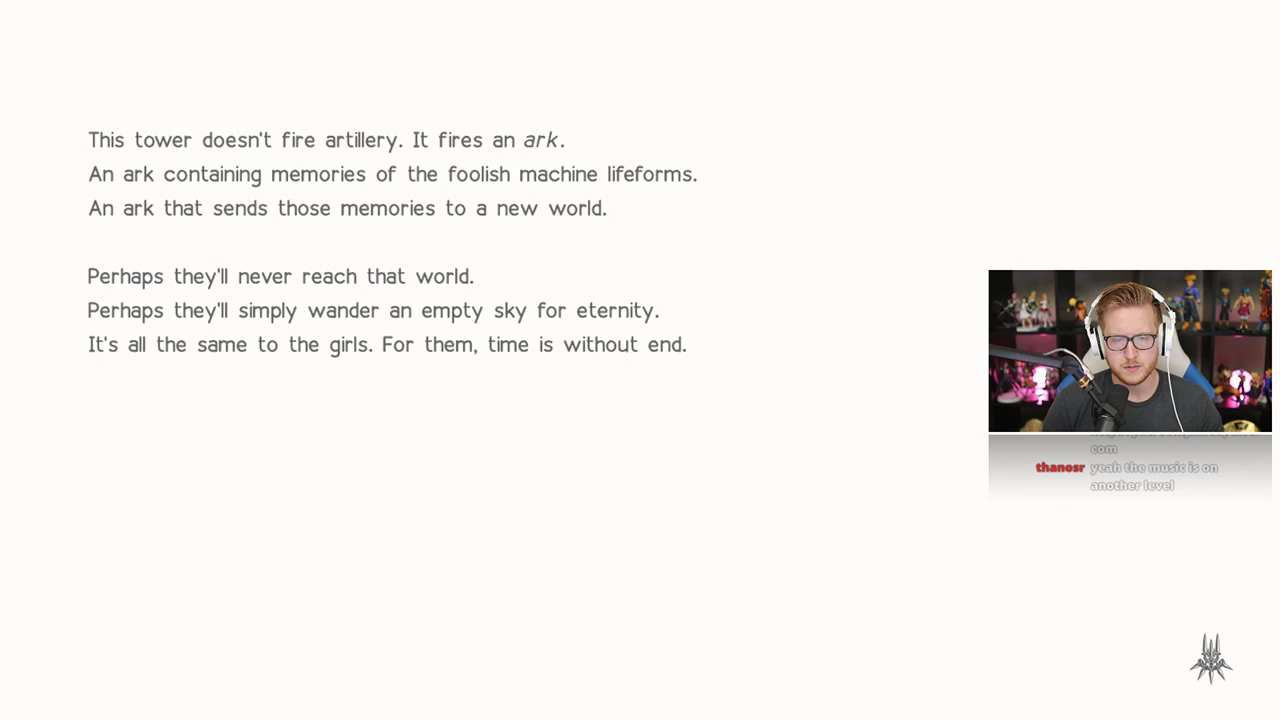 This tower doesn't fire artillery. It fires an ark.
An ark containing memories of the foolish machine lifeforms.
An ark that sends those memories to a new world.
Perhaps they'll never reach that world.
Perhaps they'll simply wander an empty sky for eternity.
It's all the same to the girls. For them, time is without end.
com
thanosr yeah the music is on
another level